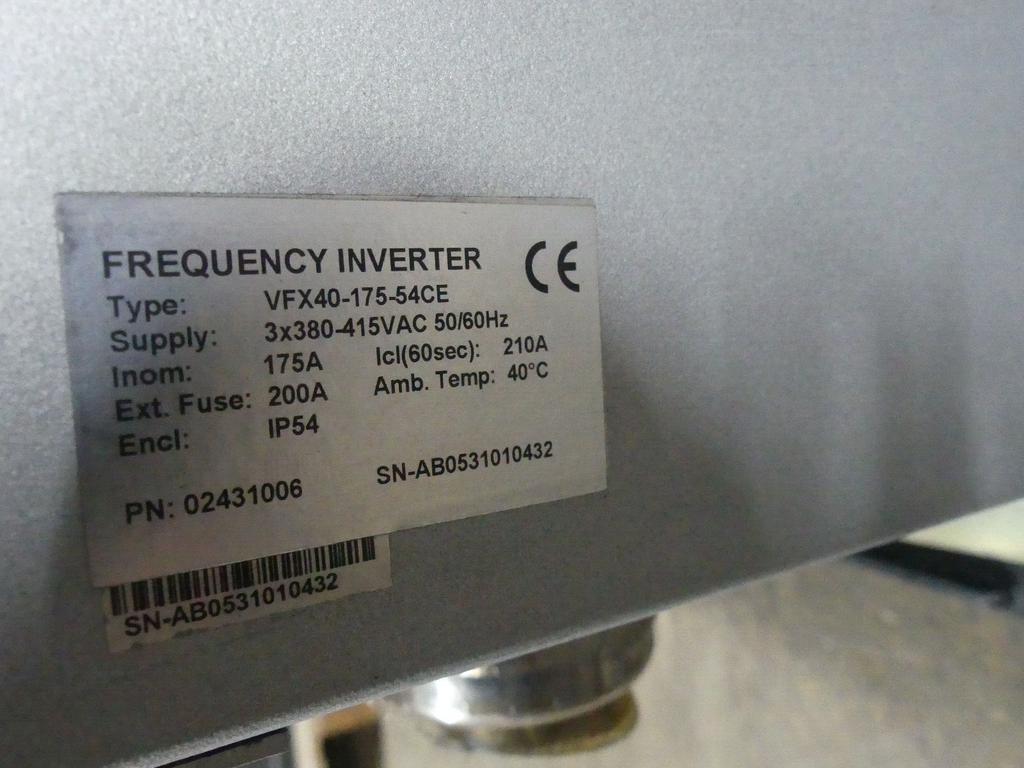 FREQUENCY INVERTER CE
Type: VFX40-175-54CE
Supply: 3x380-415VAC 50/60Hz
Inom: 175A Icl(60sec): 210A
Ext. Fuse: 200A Amb. Temp: 40°C
Encl: IP54
PN: 02431006 SN-AB0531010432
SN-AB0531010432